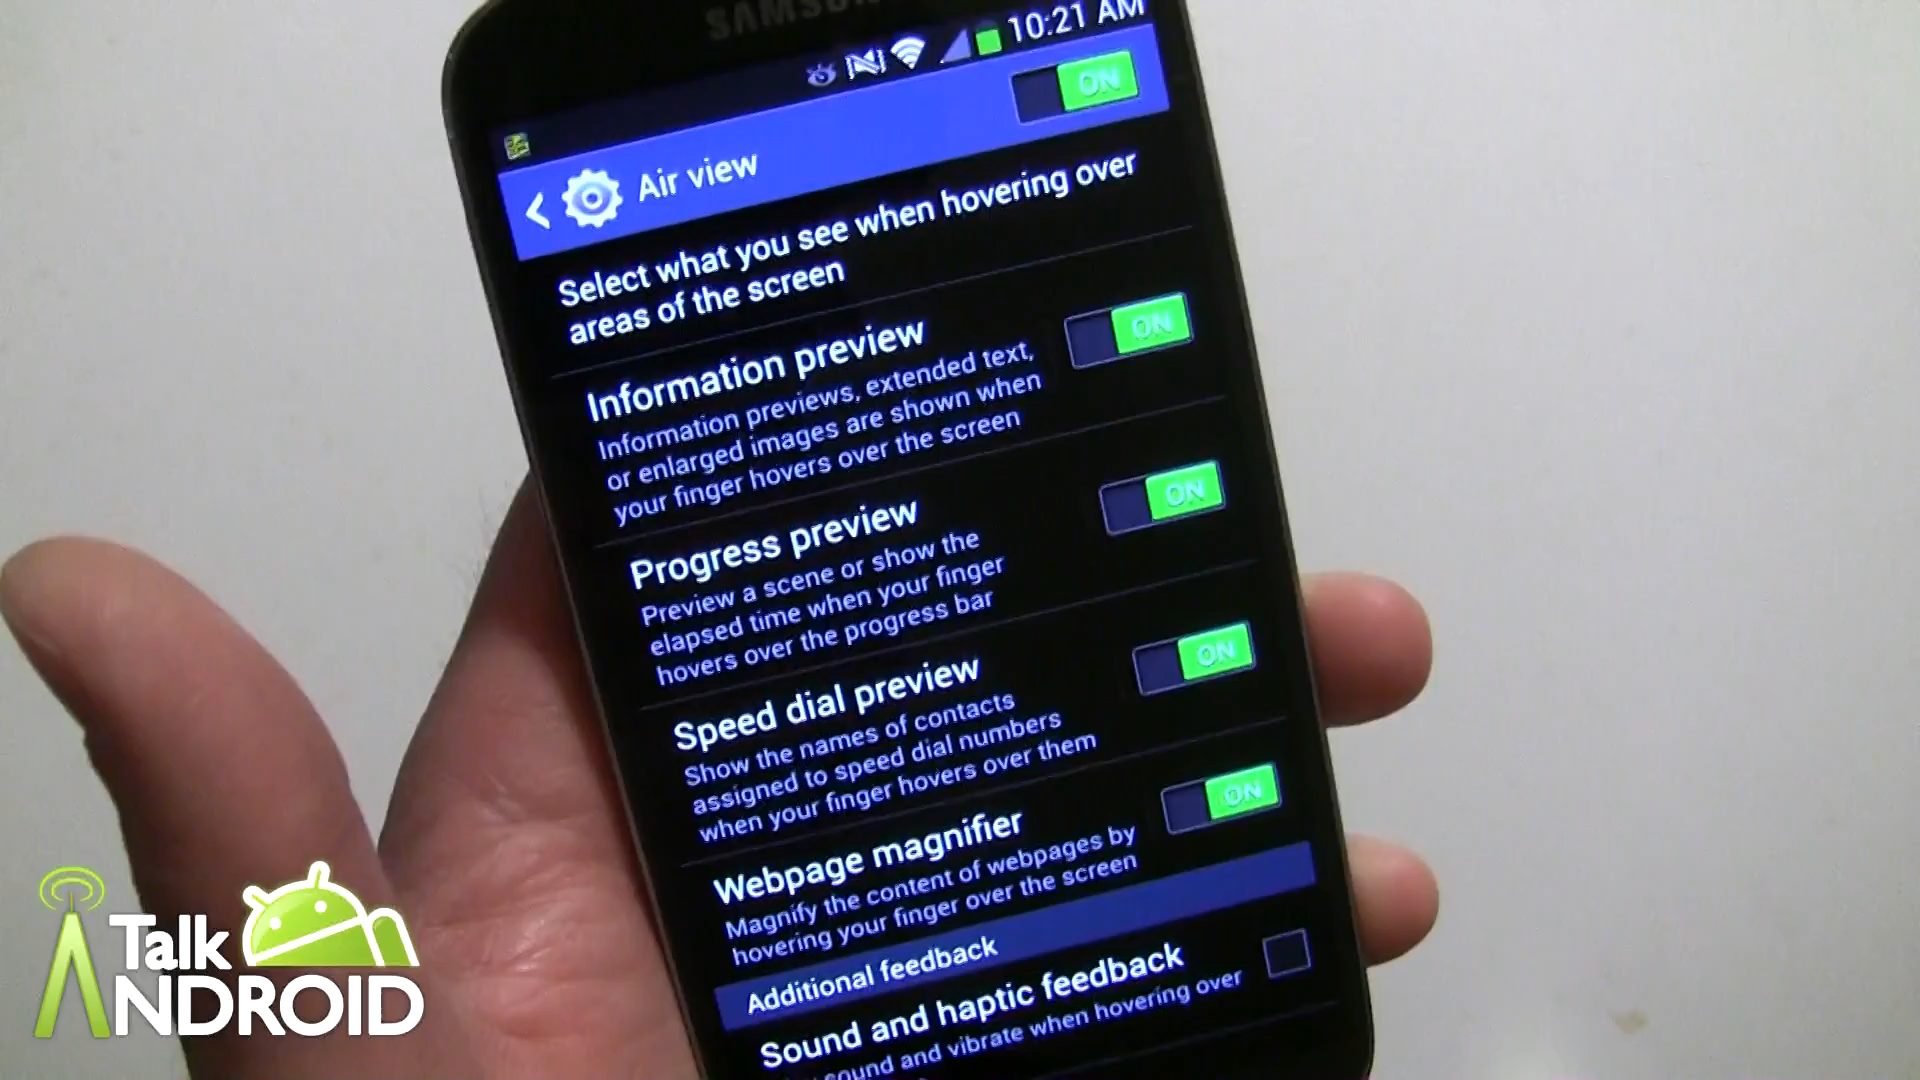 SAMSUNG
10:21 AM
ON
Air view
Select what you see when hovering over
areas of the screen
Information preview
ON
Information previews, extended text,
or enlarged images are shown when
your finger hovers over the screen
Progress preview
ON
Preview a scene or show the
elapsed time when your finger
hovers over the progress bar
Speed dial preview
ON
Show the names of contacts
assigned to speed dial numbers
when your finger hovers over them
Webpage magnifier
ON
Magnify the content of webpages by
hovering your finger over the screen
Additional feedback
Sound and haptic feedback
sound and vibrate when hovering over
Talk
ANDROID